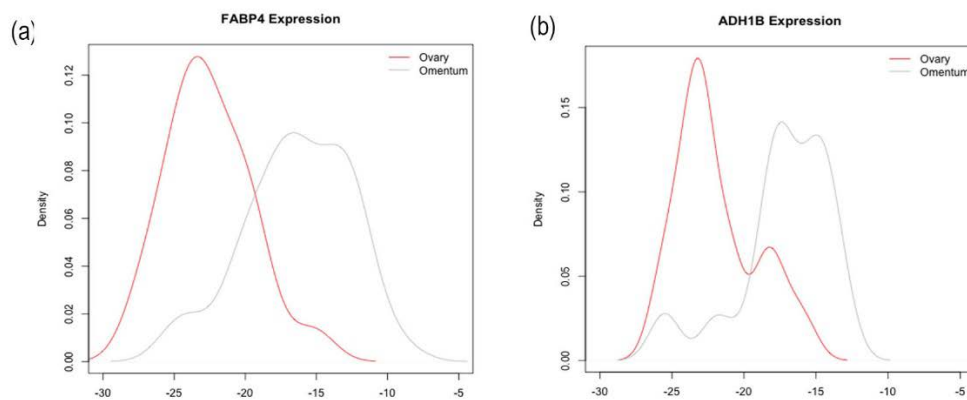 (a)
FABP4 Expression
Ovary
Omentum
Density
0.00
0.02
0.04
0.06
0.08
0.10
0.12
-30
-25
-20
-15
-10
-5
(b)
ADH1B Expression
Ovary
Omentum
Density
0.00
0.05
0.10
0.15
-30
-25
-20
-15
-10
-5